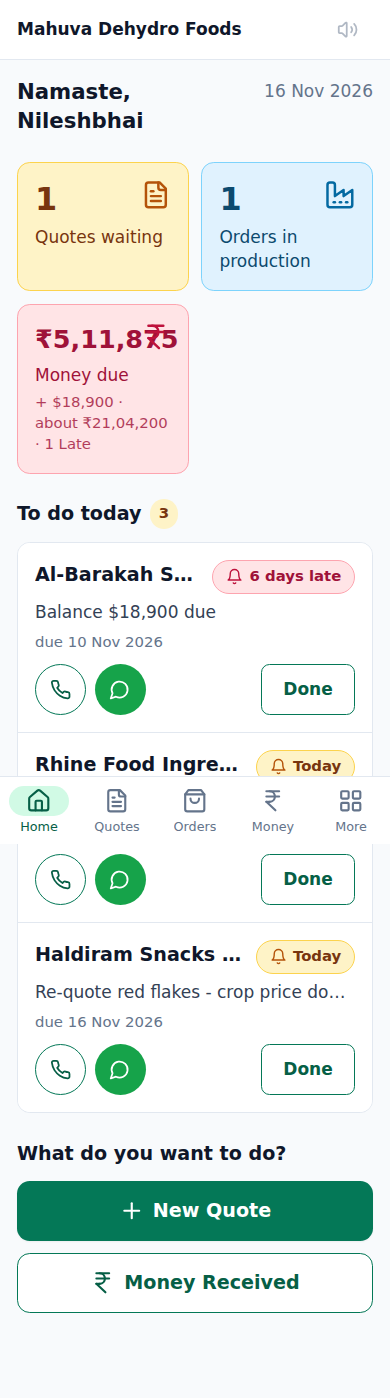 Mahuva Dehydro Foods
Namaste,
Nileshbhai
16 Nov 2026
1
Quotes waiting
1
Orders in
production
₹5,11,875
Money due
+ $18,900 ·
about ₹21,04,200
· 1 Late
To do today 3
Al-Barakah S…
6 days late
Balance $18,900 due
due 10 Nov 2026
Done
Rhine Food Ingre…
Today
Home
Quotes
Orders
Money
More
Done
Haldiram Snacks …
Today
Re-quote red flakes - crop price do…
due 16 Nov 2026
Done
What do you want to do?
+ New Quote
₹ Money Received